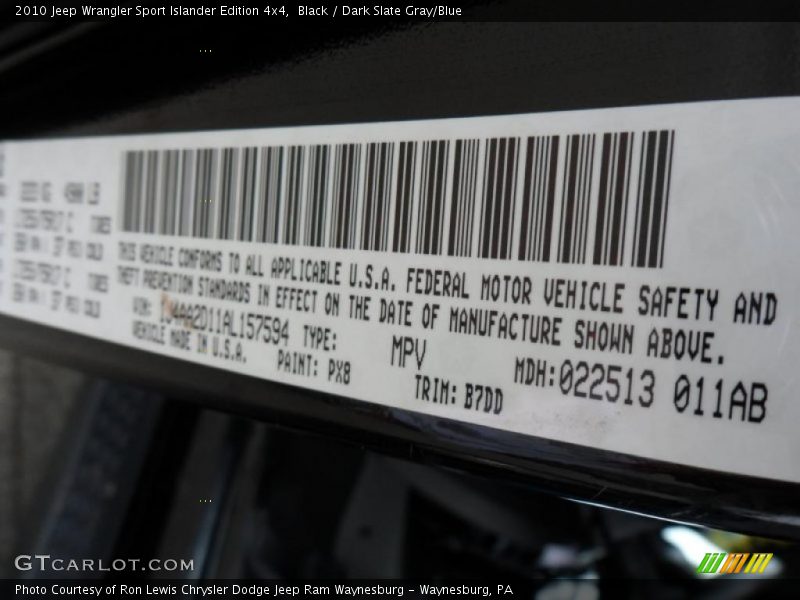 2010 Jeep Wrangler Sport Islander Edition 4x4,  Black / Dark Slate Gray/Blue
THIS VEHICLE CONFORMS TO ALL APPLICABLE U.S.A. FEDERAL MOTOR VEHICLE SAFETY AND
THEFT PREVENTION STANDARDS IN EFFECT ON THE DATE OF MANUFACTURE SHOWN ABOVE.
VIN: TYPE: MPV MDH:022513 011AB
VEHICLE MADE IN U.S.A. PAINT: PX8 TRIM: B7DD
GTCARLOT.COM
Photo Courtesy of Ron Lewis Chrysler Dodge Jeep Ram Waynesburg - Waynesburg, PA